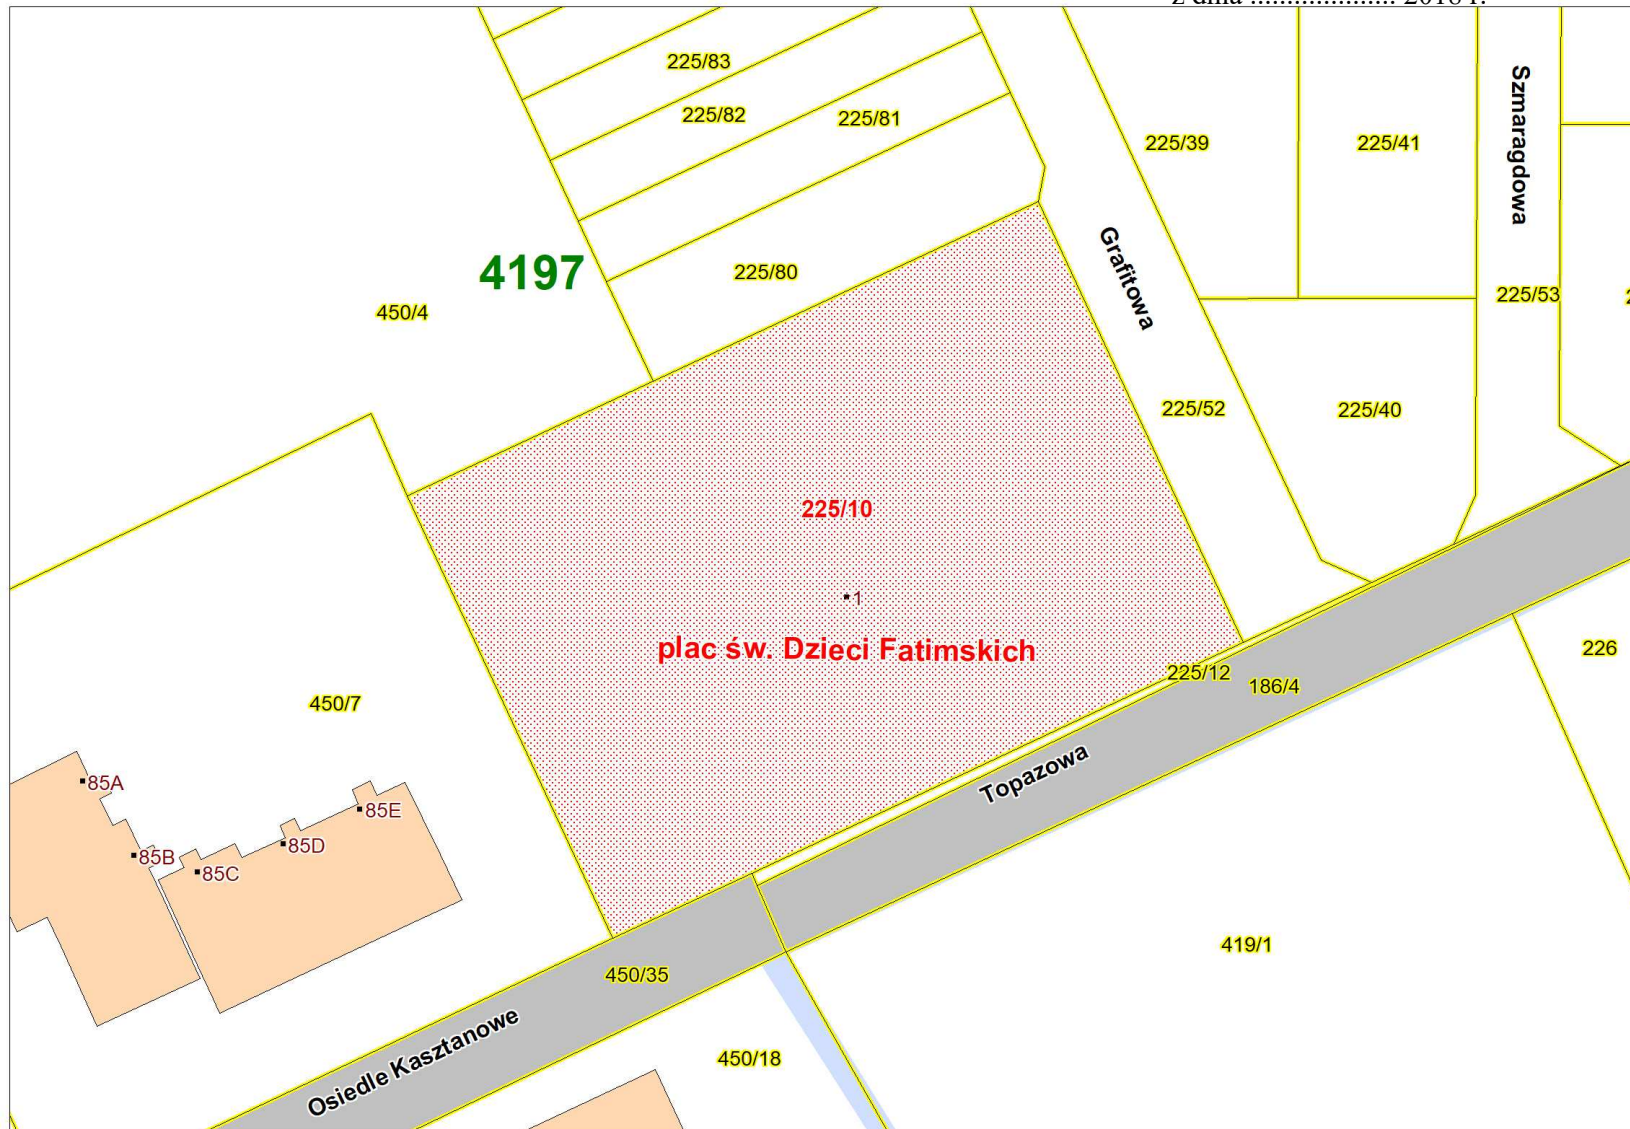 z dnia .................... 2018 r.
225/83
225/82
225/81
225/39
225/41
Szmaragdowa
4197
225/80
Grafitowa
225/53
450/4
225/52
225/40
225/10
1
plac św. Dzieci Fatimskich
225/12
186/4
226
450/7
Topazowa
85A
85E
85D
85B
85C
419/1
450/35
Osiedle Kasztanowe
450/18